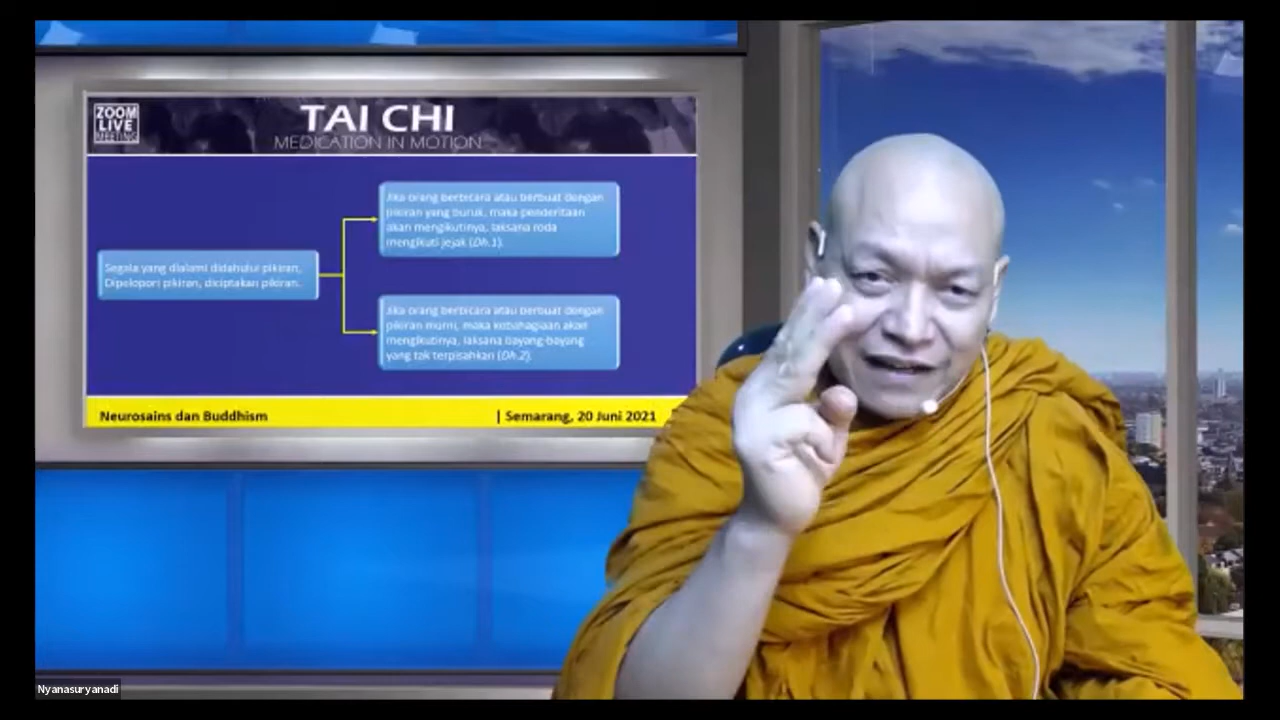 ZOOM
LIVE
MEETING
TAI CHI
MEDICATION IN MOTION
Jika orang berbicara atau berbuat dengan
pikiran yang buruk, maka penderitaan
akan mengikutinya, laksana roda
mengikuti jejak (Dh.1).
Segala yang dialami didahului pikiran,
Dipelopori pikiran, diciptakan pikiran.
Jika orang berbicara atau berbuat dengan
pikiran murni, maka kebahagiaan akan
mengikutinya, laksana bayang-bayang
yang tak terpisahkan (Dh.2).
Neurosains dan Buddhism
| Semarang, 20 Juni 2021
Nyanasuryanadi